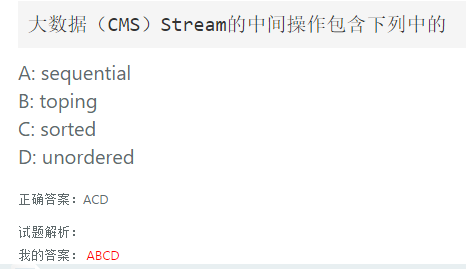 大数据（CMS）Stream的中间操作包含下列中的
A: sequential
B: toping
C: sorted
D: unordered
正确答案：ACD
试题解析：
我的答案：ABCD